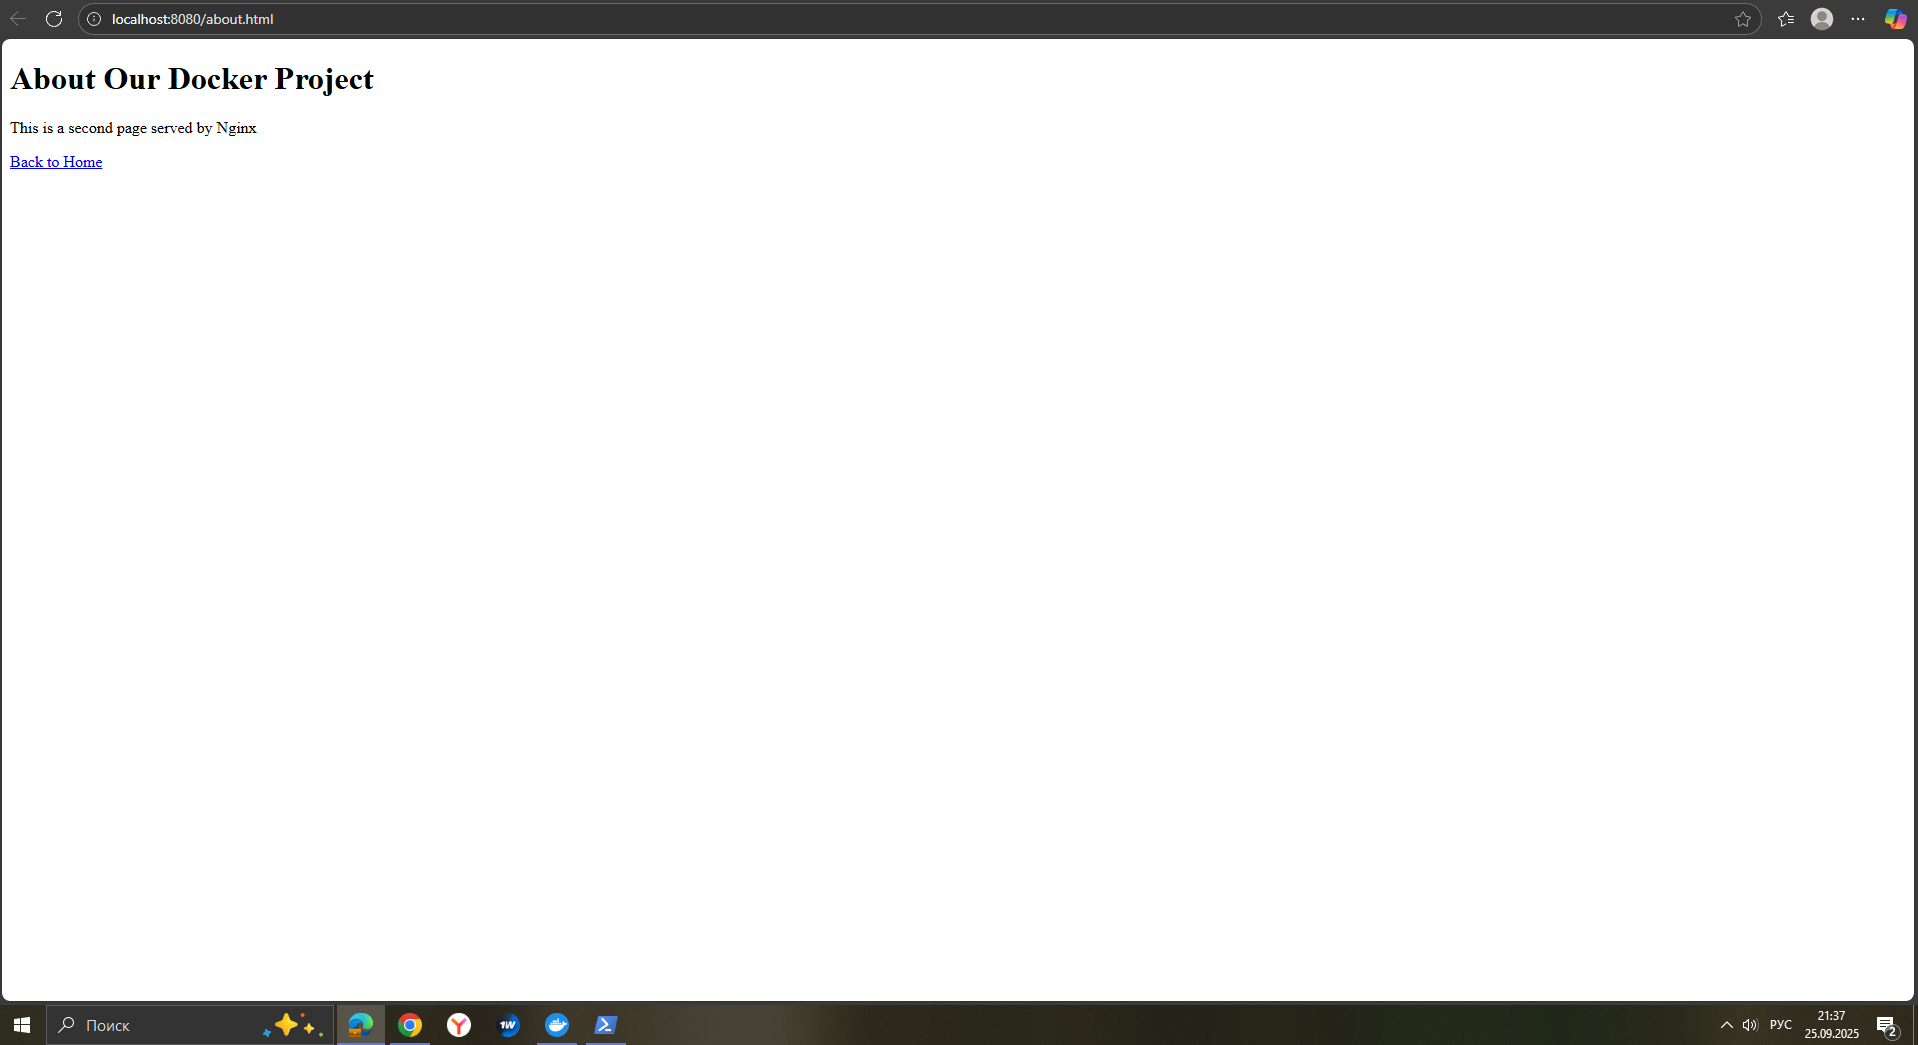 localhost:8080/about.html
About Our Docker Project
This is a second page served by Nginx
Back to Home
Поиск
1W
РУС
21:37
25.09.2025
2